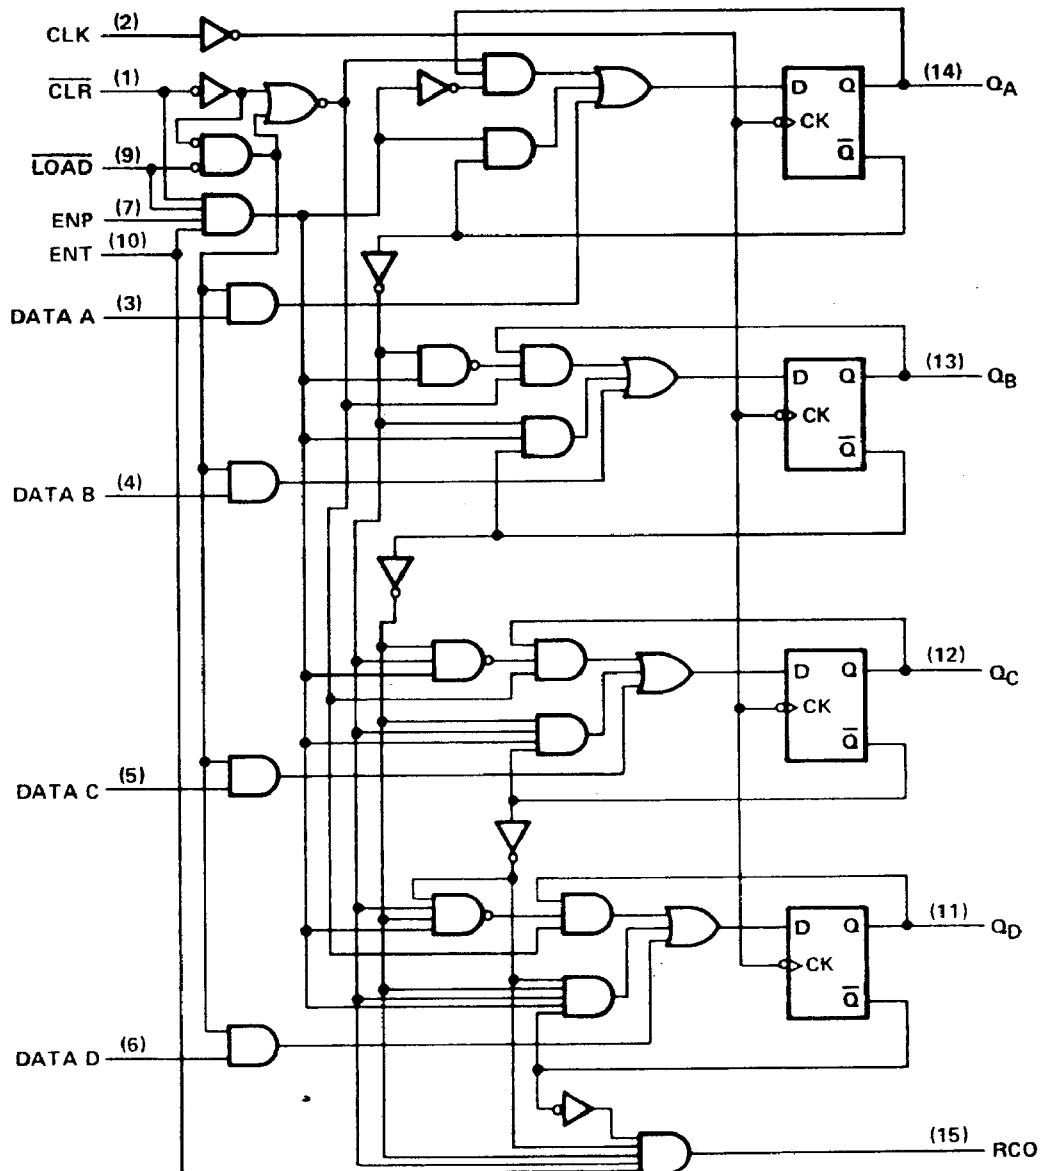 CLK (2)
CLR (1)
LOAD (9)
ENP (7)
ENT (10)
DATA A (3)
D Q (14) QA
CK
Q
DATA B (4)
D Q (13) QB
CK
Q
DATA C (5)
D Q (12) QC
CK
Q
DATA D (6)
D Q (11) QD
CK
Q
(15) RCO